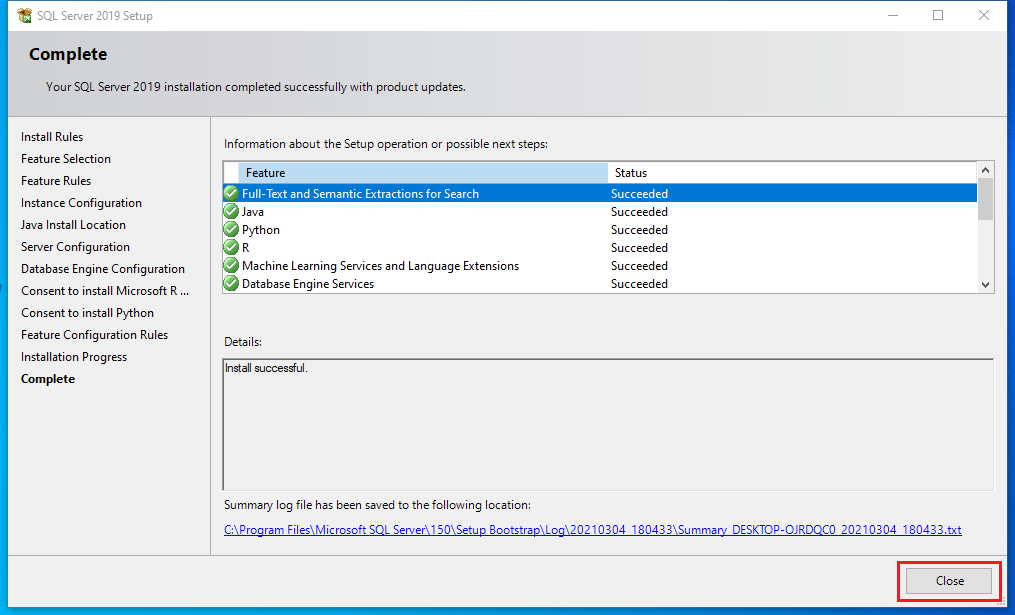 SQL Server 2019 Setup
Complete
Your SQL Server 2019 installation completed successfully with product updates.
Install Rules
Feature Selection
Feature Rules
Instance Configuration
Java Install Location
Server Configuration
Database Engine Configuration
Consent to install Microsoft R ...
Consent to install Python
Feature Configuration Rules
Installation Progress
Complete
Information about the Setup operation or possible next steps:
Feature Status
Full-Text and Semantic Extractions for Search Succeeded
Java Succeeded
Python Succeeded
R Succeeded
Machine Learning Services and Language Extensions Succeeded
Database Engine Services Succeeded
Details:
Install successful.
Summary log file has been saved to the following location:
C:\Program Files\Microsoft SQL Server\150\Setup Bootstrap\Log\20210304_180433\Summary_DESKTOP-OJRDQC0_20210304_180433.txt
Close